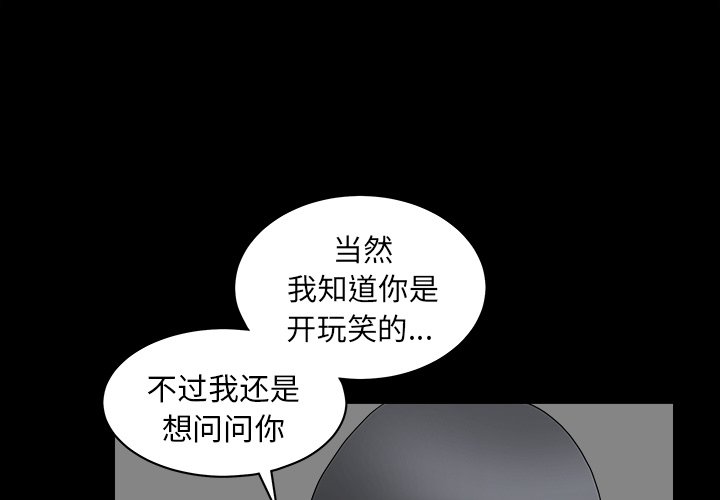 当然
我知道你是
开玩笑的...
不过我还是
想问问你